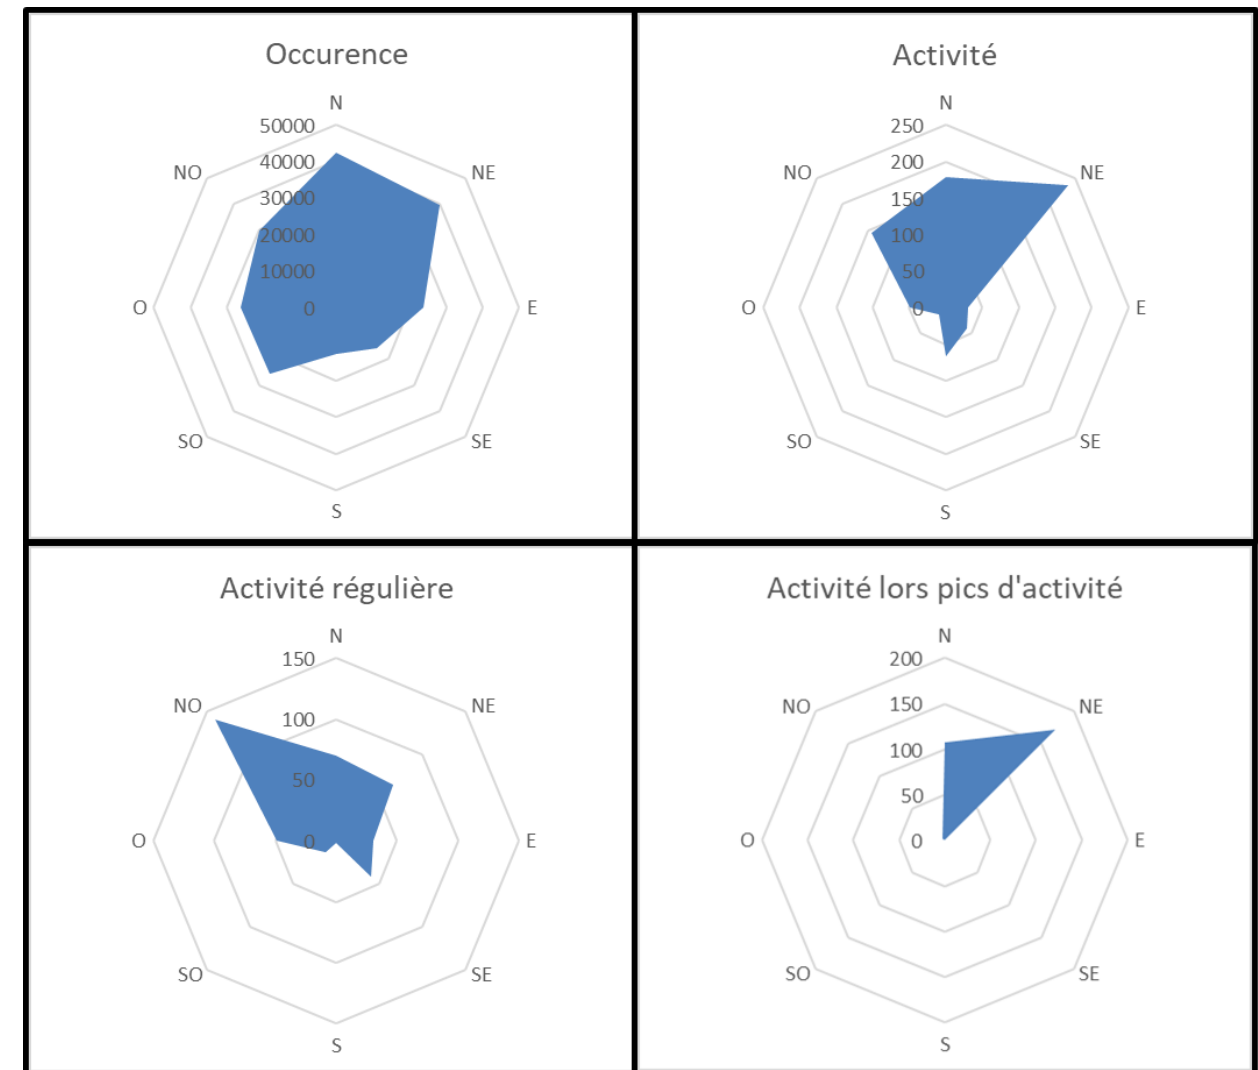 Occurence
N
50000
40000
NO
NE
30000
20000
10000
O
0
E
SO
SE
S
Activité
N
250
200
NO
NE
150
100
50
O
0
E
SO
SE
S
Activité régulière
N
150
NO
NE
100
50
O
0
E
SO
SE
S
Activité lors pics d'activité
N
200
150
NO
NE
100
50
O
0
E
SO
SE
S